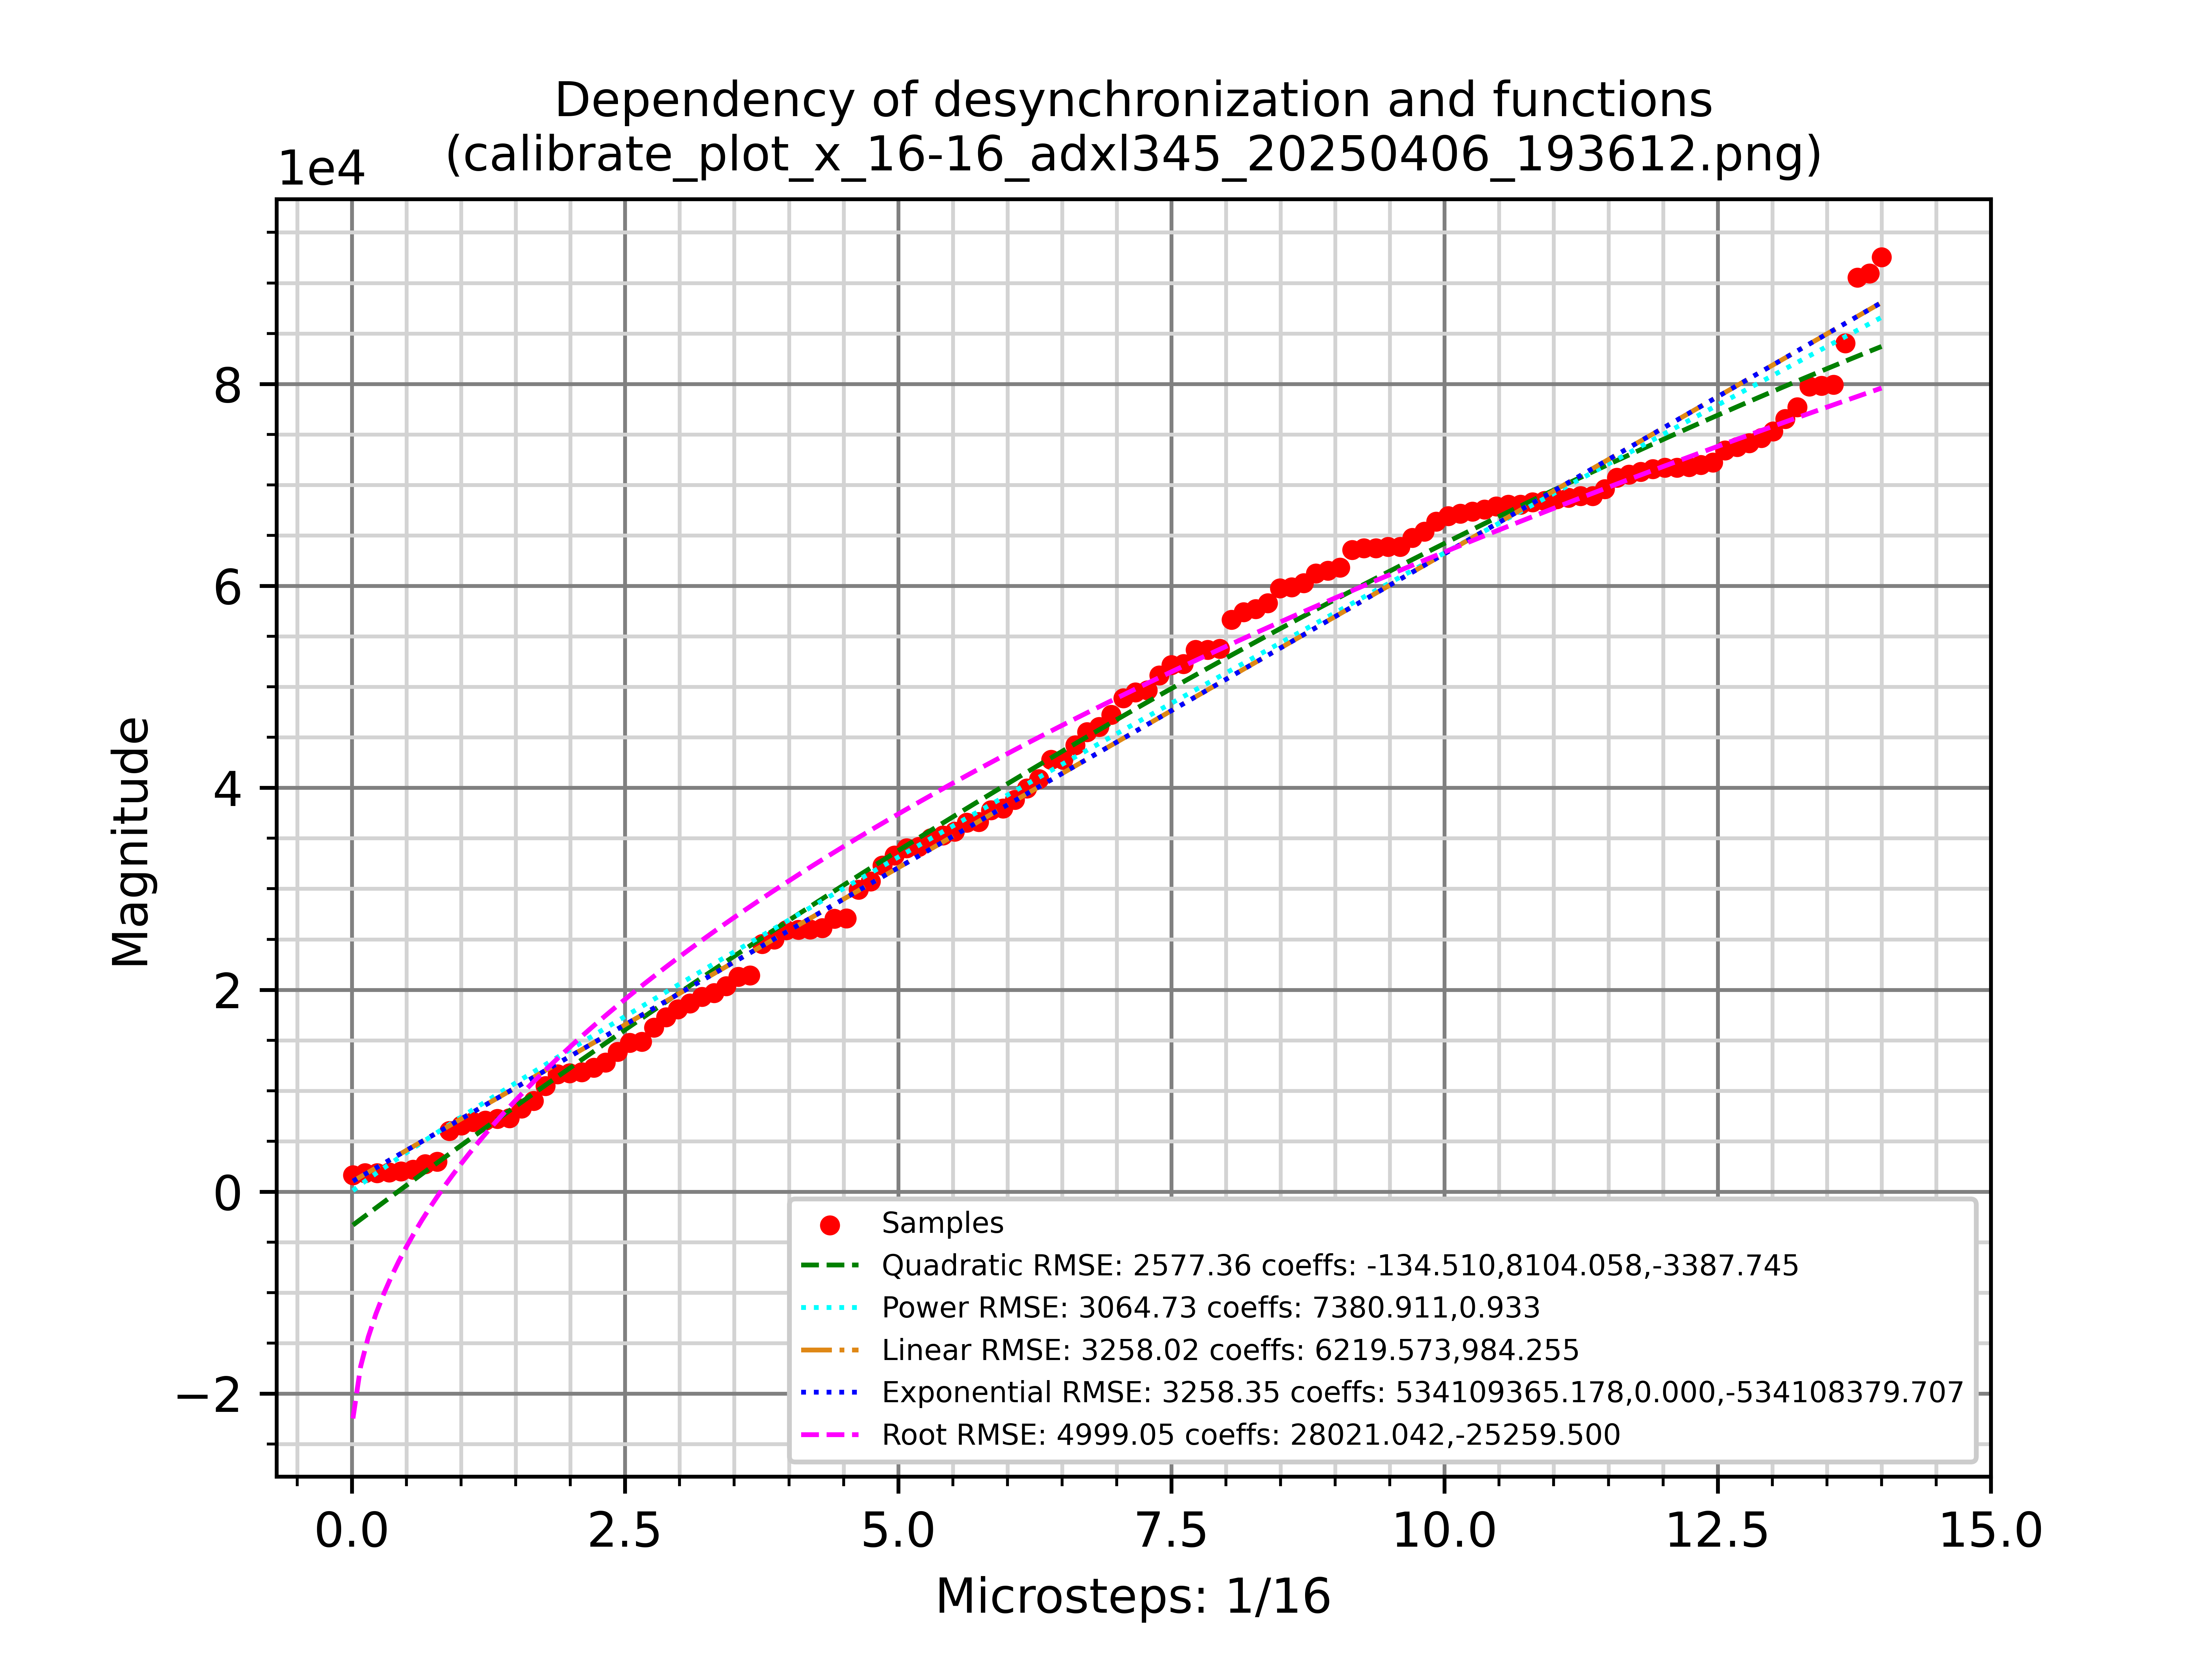 Dependency of desynchronization and functions
(calibrate_plot_x_16-16_adxl345_20250406_193612.png)
1e4
8
6
4
2
0
−2
Magnitude
Samples
Quadratic RMSE: 2577.36 coeffs: -134.510,8104.058,-3387.745
Power RMSE: 3064.73 coeffs: 7380.911,0.933
Linear RMSE: 3258.02 coeffs: 6219.573,984.255
Exponential RMSE: 3258.35 coeffs: 534109365.178,0.000,-534108379.707
Root RMSE: 4999.05 coeffs: 28021.042,-25259.500
0.0 2.5 5.0 7.5 10.0 12.5 15.0
Microsteps: 1/16